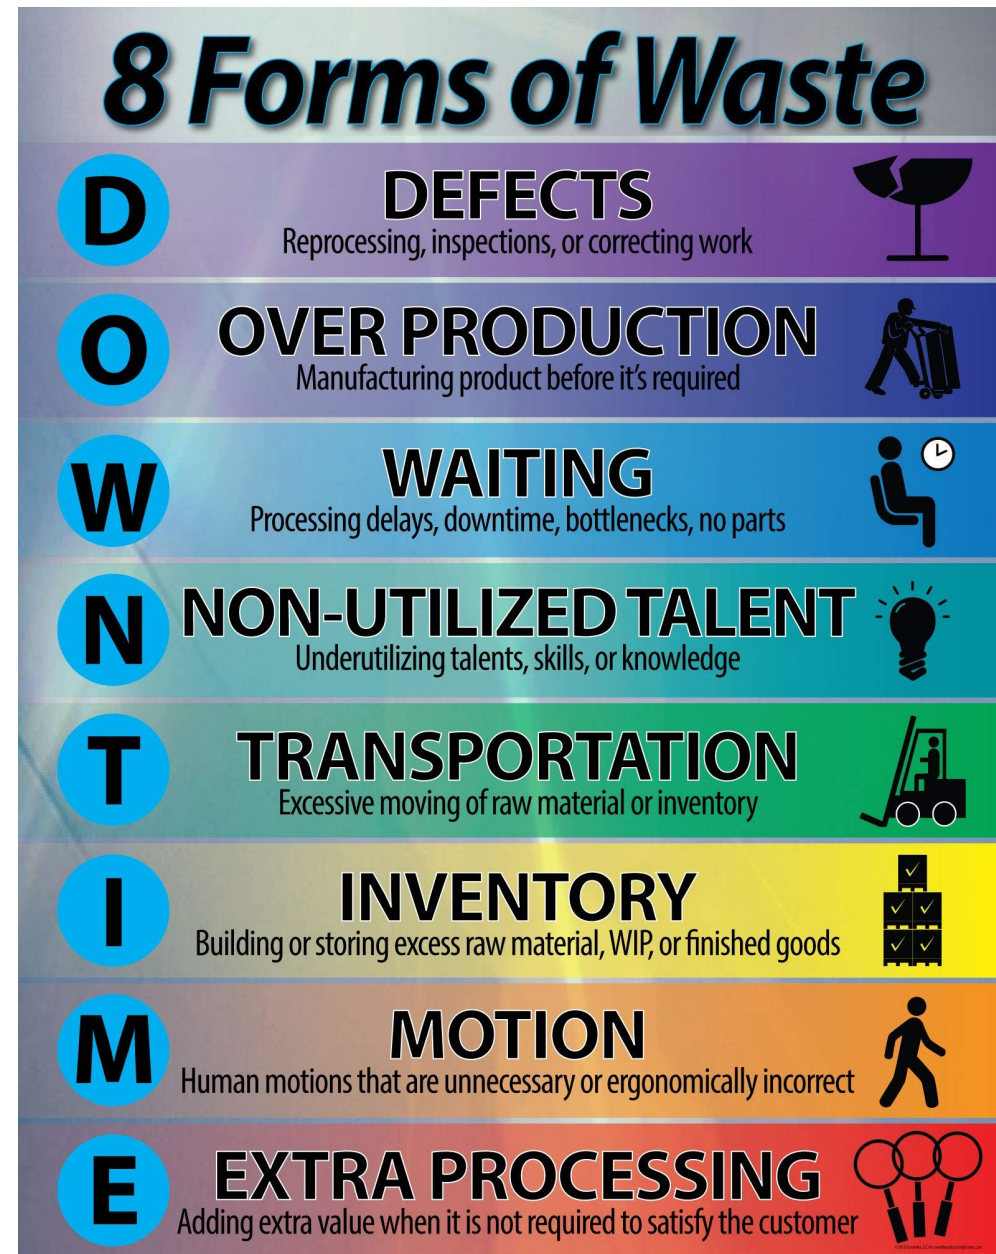 8 Forms of Waste
D
DEFECTS
Reprocessing, inspections, or correcting work
O
OVER PRODUCTION
Manufacturing product before it's required
W
WAITING
Processing delays, downtime, bottlenecks, no parts
N
NON-UTILIZED TALENT
Underutilizing talents, skills, or knowledge
T
TRANSPORTATION
Excessive moving of raw material or inventory
I
INVENTORY
Building or storing excess raw material, WIP, or finished goods
M
MOTION
Human motions that are unnecessary or ergonomically incorrect
E
EXTRA PROCESSING
Adding extra value when it is not required to satisfy the customer